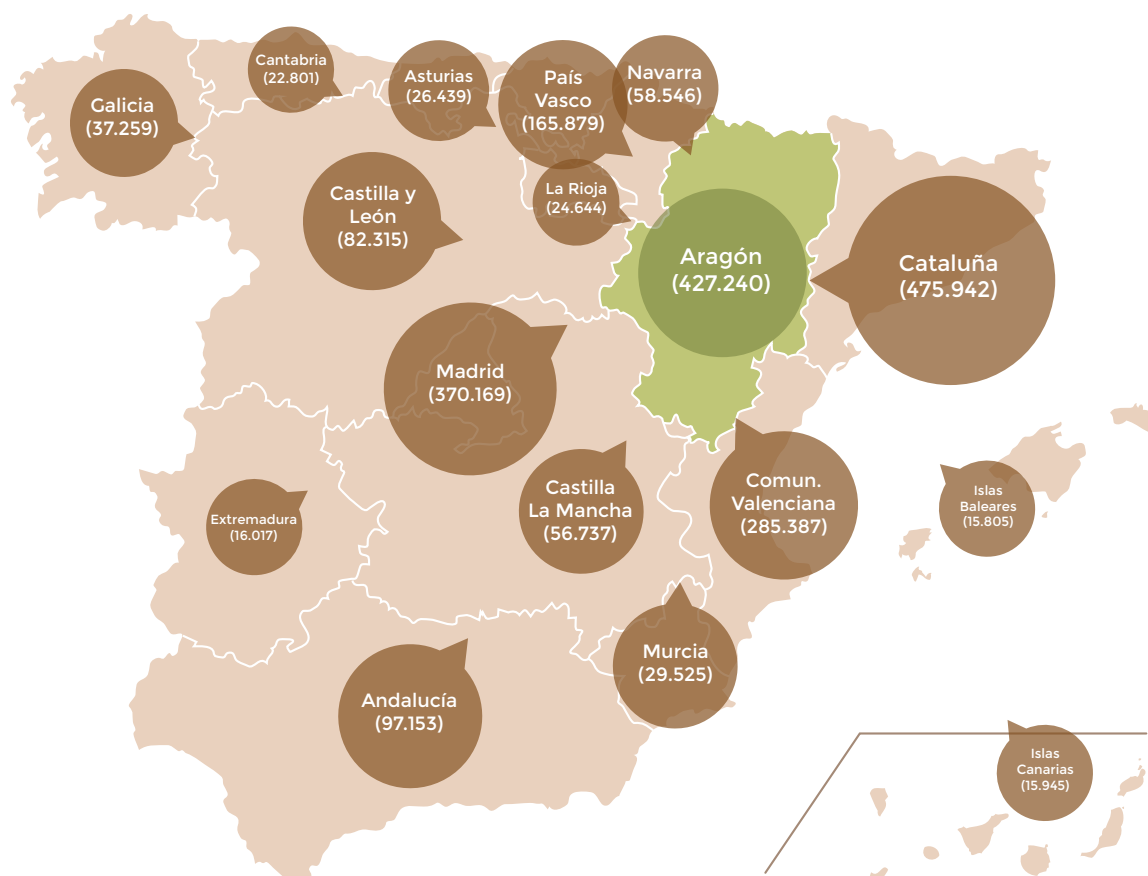 Cantabria
(22.801)
Asturias
(26.439)
País
Vasco
(165.879)
Navarra
(58.546)
Galicia
(37.259)
Castilla y
León
(82.315)
La Rioja
(24.644)
Aragón
(427.240)
Cataluña
(475.942)
Madrid
(370.169)
Castilla
La Mancha
(56.737)
Comun.
Valenciana
(285.387)
Islas
Baleares
(15.805)
Extremadura
(16.017)
Murcia
(29.525)
Andalucía
(97.153)
Islas
Canarias
(15.945)